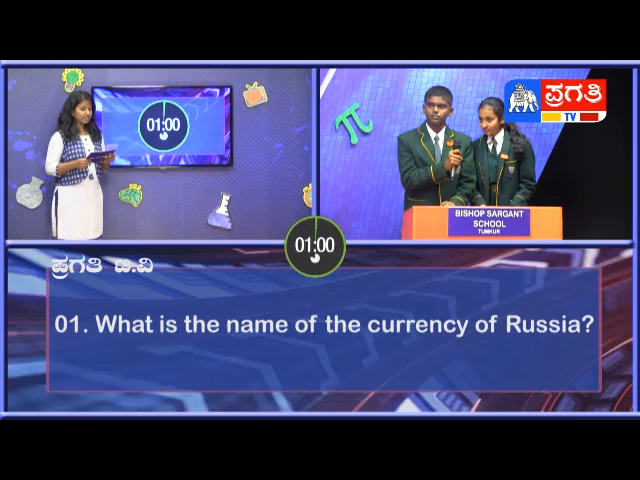 01:00
π
ಪ್ರಗತಿ
TV
BISHOP SARGANT
SCHOOL
TUMKUR
01:00
ಪ್ರಗತಿ ಟಿ.ವಿ
01. What is the name of the currency of Russia?